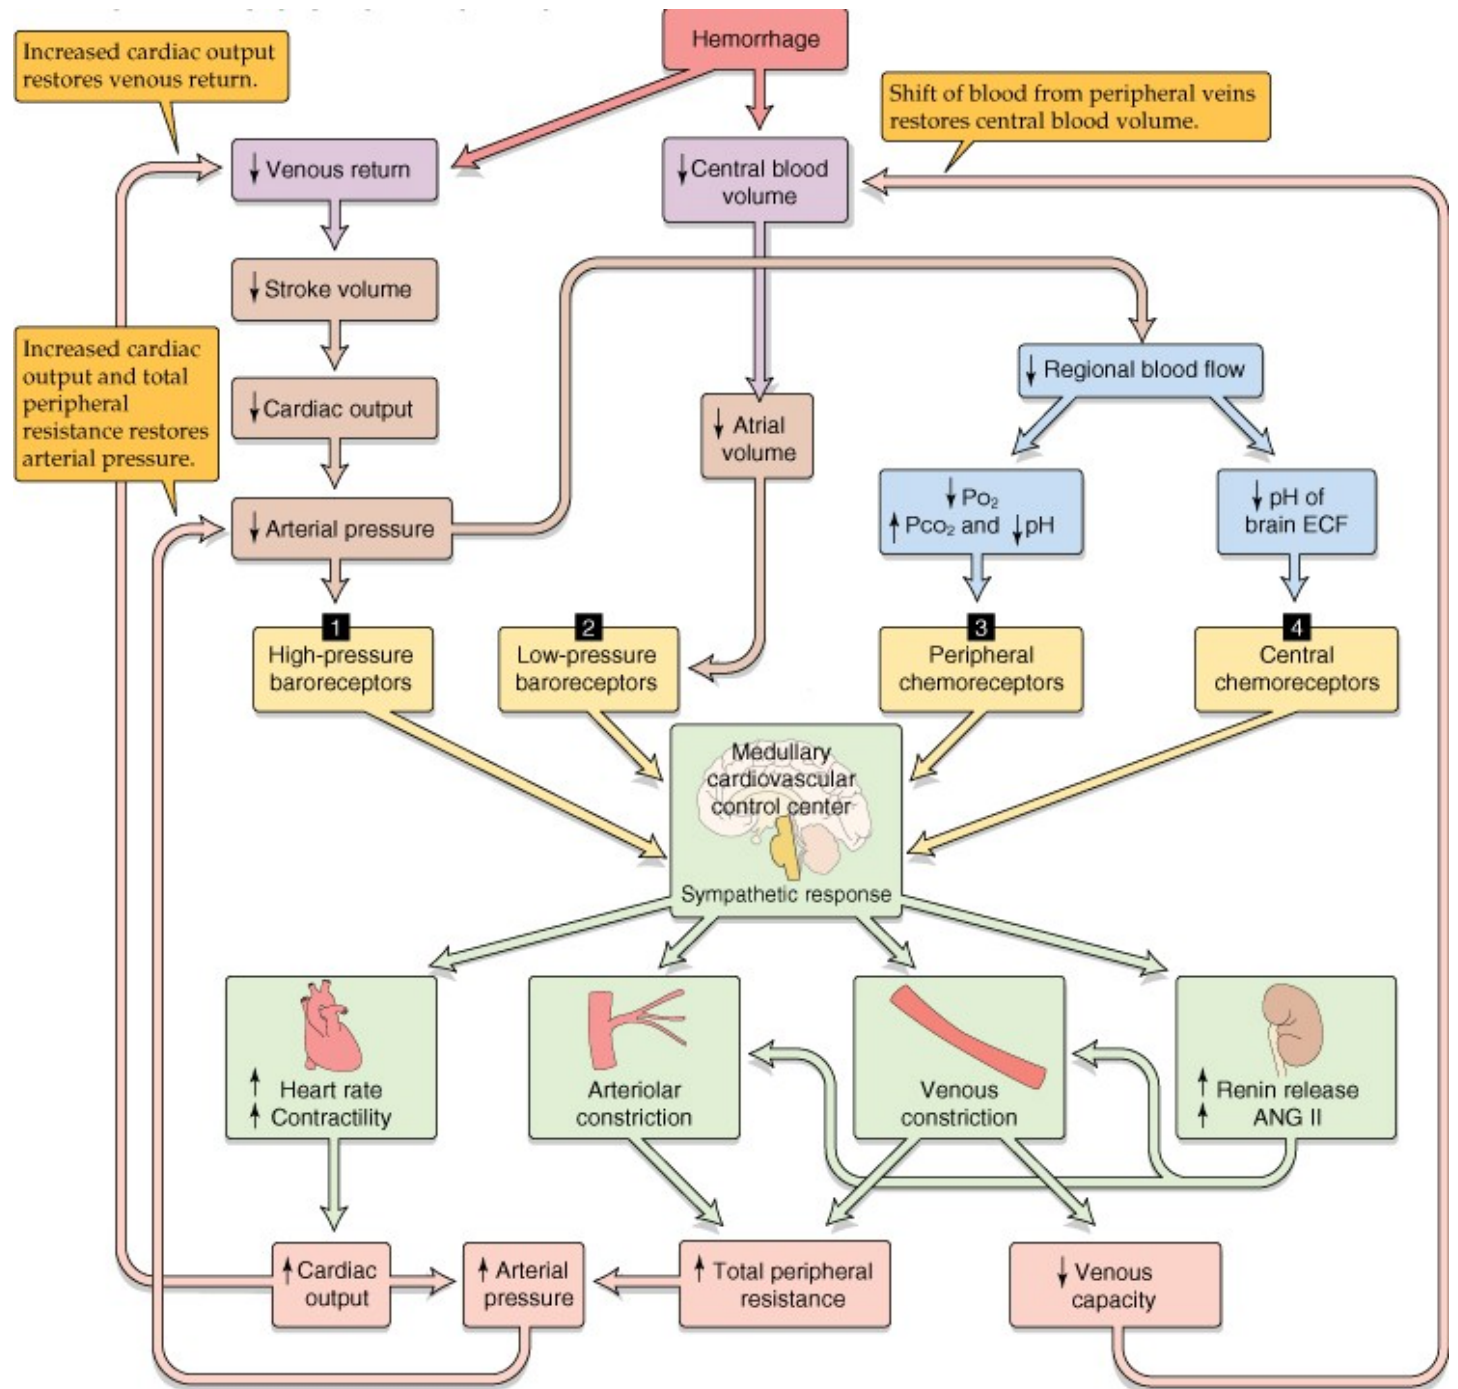 Hemorrhage
Increased cardiac output
restores venous return.
Shift of blood from peripheral veins
restores central blood volume.
↓ Venous return
↓ Central blood
volume
↓ Stroke volume
Increased cardiac
output and total
peripheral
resistance restores
arterial pressure.
↓ Cardiac output
↓ Atrial
volume
↓ Regional blood flow
↓ Arterial pressure
↓ Po₂
↑ Pco₂ and ↓ pH
↓ pH of
brain ECF
1
High-pressure
baroreceptors
2
Low-pressure
baroreceptors
3
Peripheral
chemoreceptors
4
Central
chemoreceptors
Medullary
cardiovascular
control center
Sympathetic response
↑ Heart rate
↑ Contractility
Arteriolar
constriction
Venous
constriction
↑ Renin release
↑ ANG II
↑ Cardiac
output
↑ Arterial
pressure
↑ Total peripheral
resistance
↓ Venous
capacity